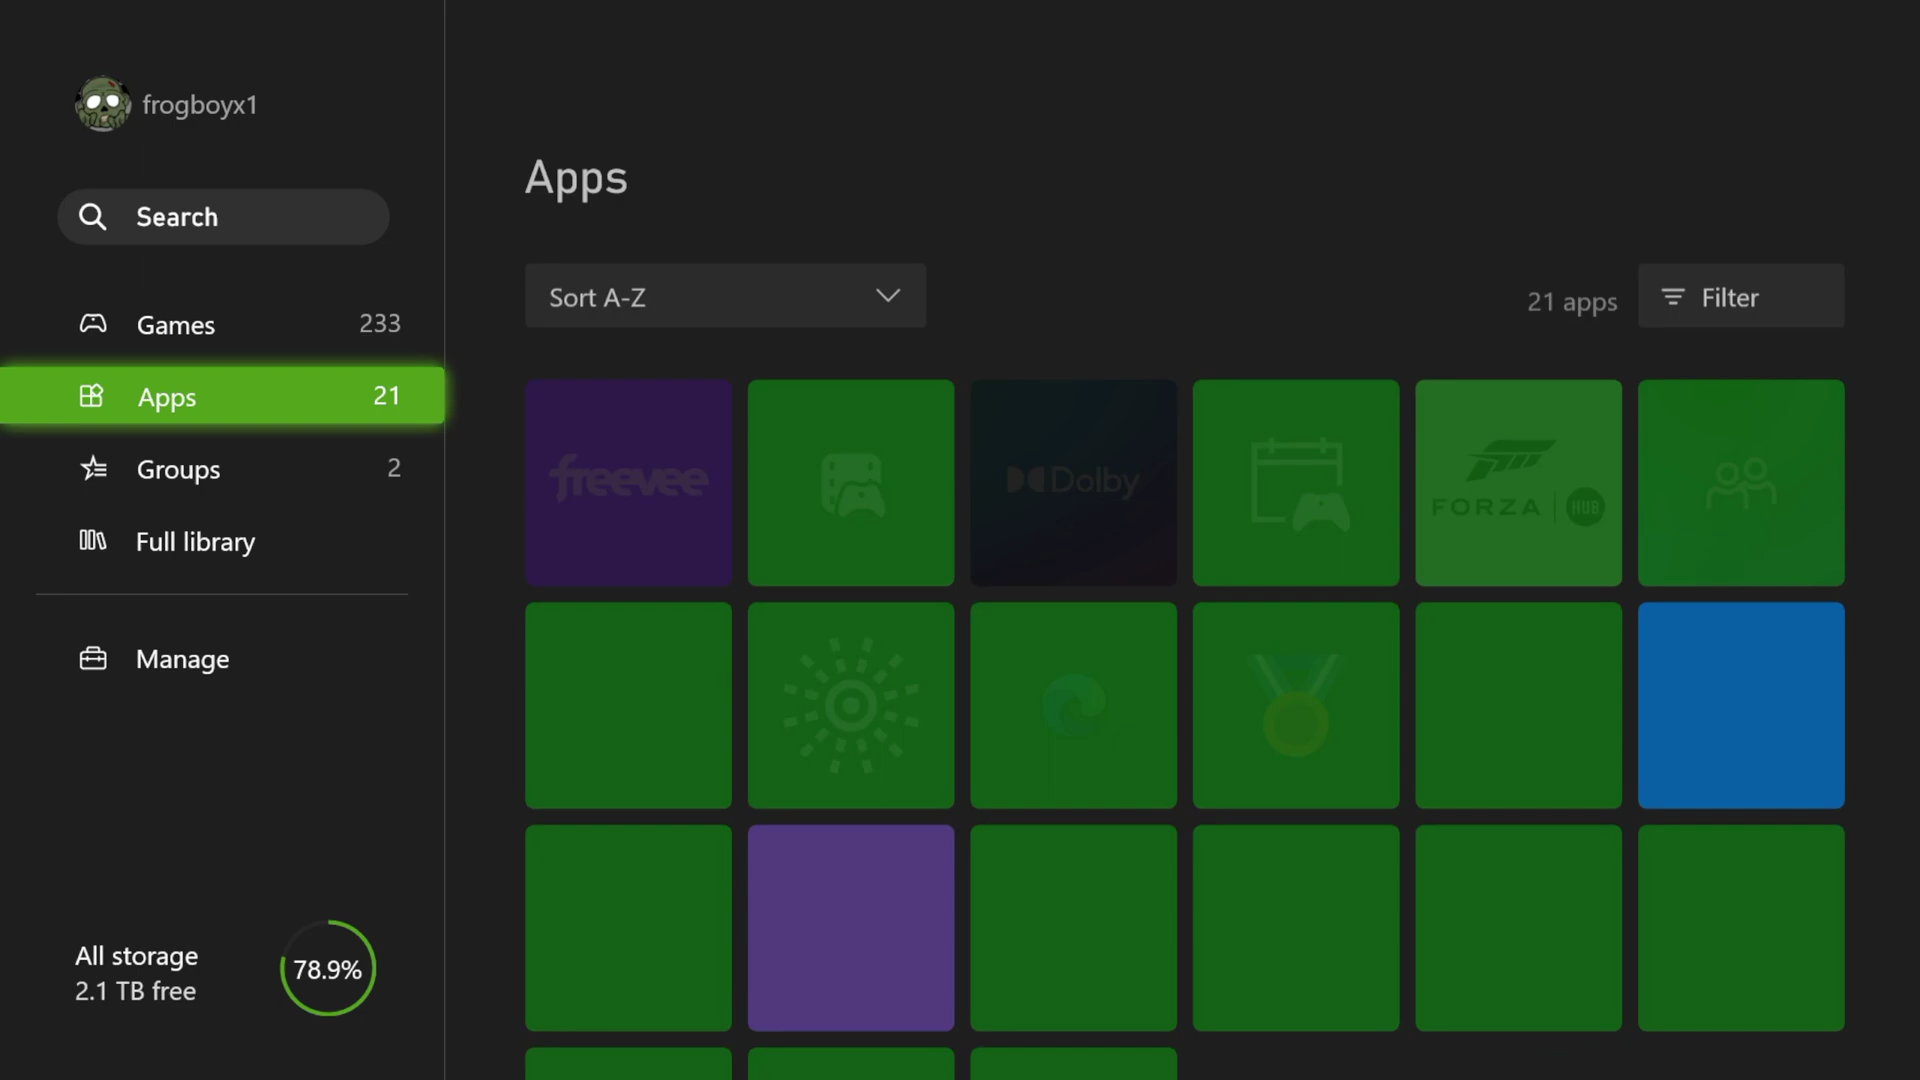 frogboyx1
Search
Games 233
Apps 21
Groups 2
Full library
Manage
All storage
2.1 TB free
78.9%
Apps
Sort A-Z
21 apps
Filter
freevee
Dolby
FORZA HUB